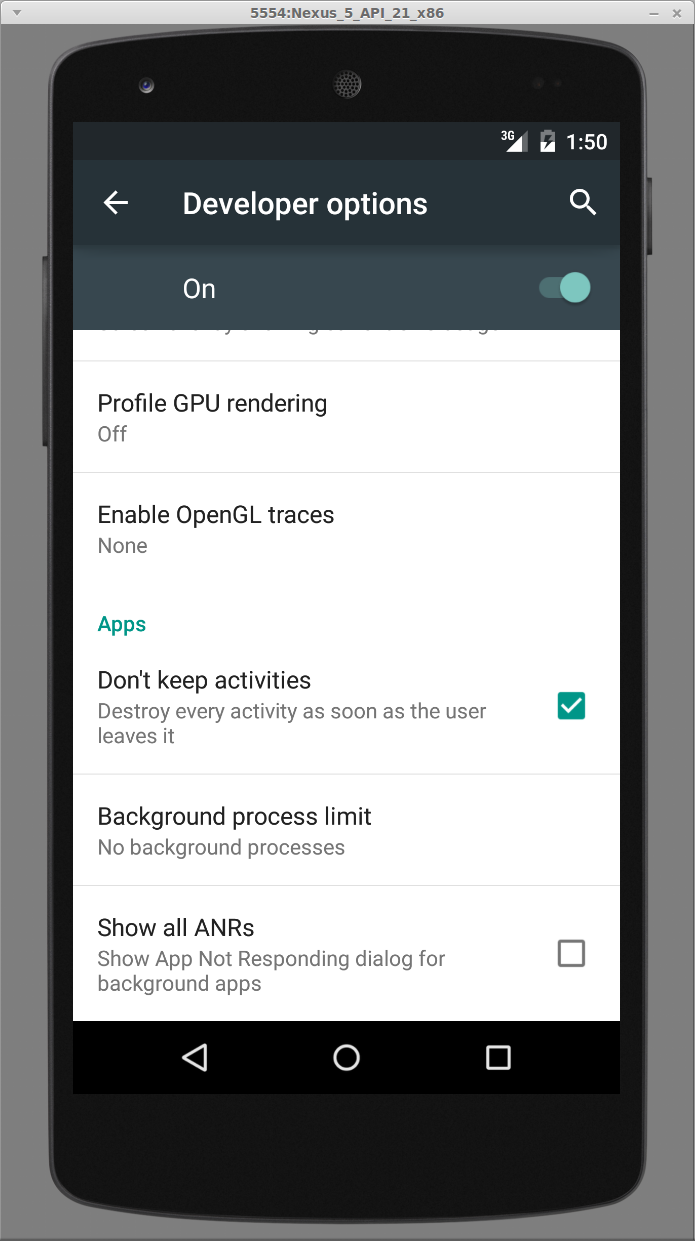 5554:Nexus_5_API_21_x86
3G
1:50
Developer options
On
Profile GPU rendering
Off
Enable OpenGL traces
None
Apps
Don't keep activities
Destroy every activity as soon as the user
leaves it
Background process limit
No background processes
Show all ANRs
Show App Not Responding dialog for
background apps